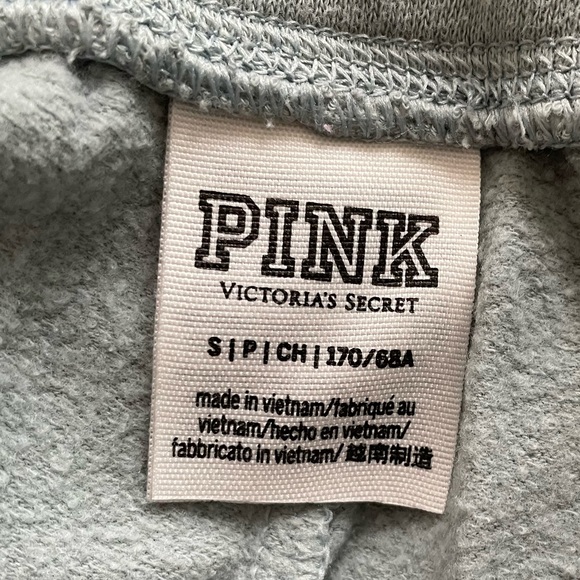 PINK
VICTORIA'S SECRET
S | P | CH | 170/68A
made in vietnam/fabriqué au
vietnam/hecho en vietnam/
fabbricato in vietnam/ 越南制造